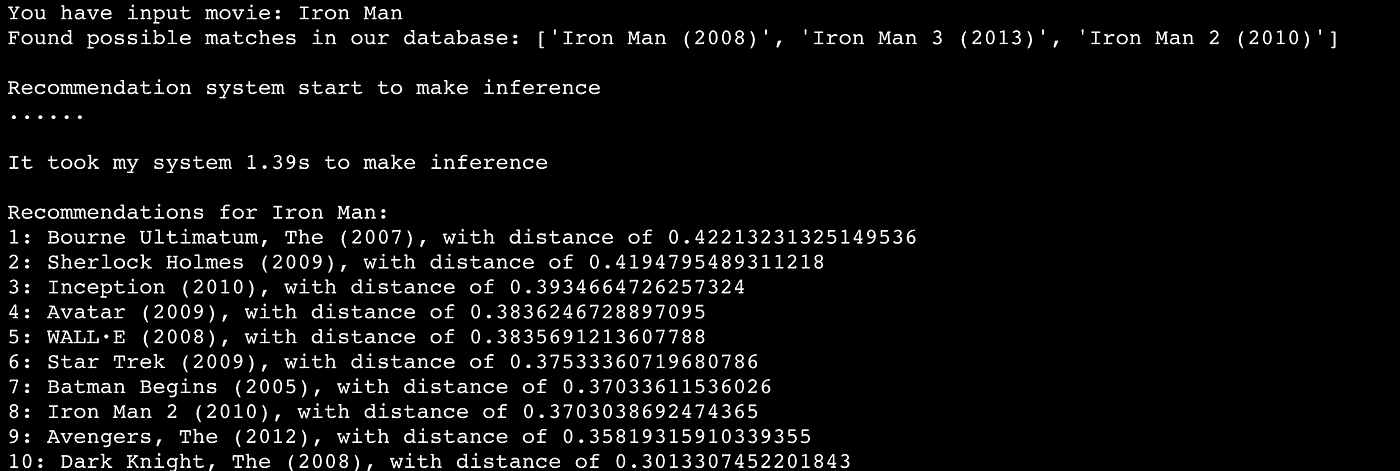 You have input movie: Iron Man
Found possible matches in our database: ['Iron Man (2008)', 'Iron Man 3 (2013)', 'Iron Man 2 (2010)']
Recommendation system start to make inference
......
It took my system 1.39s to make inference
Recommendations for Iron Man:
1: Bourne Ultimatum, The (2007), with distance of 0.42213231325149536
2: Sherlock Holmes (2009), with distance of 0.4194795489311218
3: Inception (2010), with distance of 0.3934664726257324
4: Avatar (2009), with distance of 0.3836246728897095
5: WALL·E (2008), with distance of 0.3835691213607788
6: Star Trek (2009), with distance of 0.37533360719680786
7: Batman Begins (2005), with distance of 0.37033611536026
8: Iron Man 2 (2010), with distance of 0.3703038692474365
9: Avengers, The (2012), with distance of 0.35819315910339355
10: Dark Knight, The (2008), with distance of 0.3013307452201843